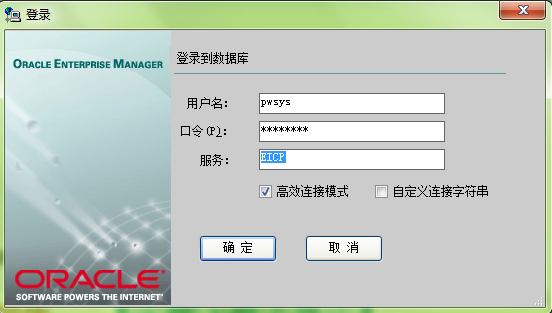 登录
ORACLE ENTERPRISE MANAGER
登录到数据库
用户名:
pwsys
口令(P):
********
服务:
EICP
高效连接模式
自定义连接字符串
确 定
取 消
ORACLE
SOFTWARE POWERS THE INTERNET